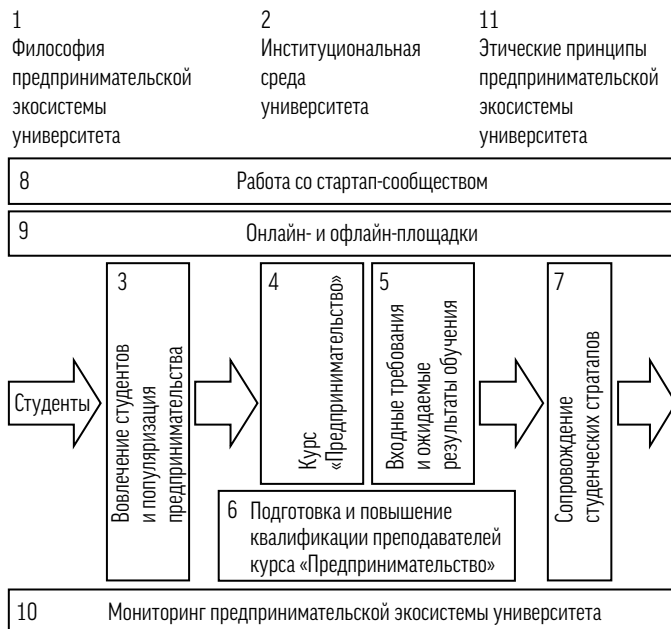 1
Философия
предпринимательской
экосистемы
университета
2
Институциональная
среда
университета
11
Этические принципы
предпринимательской
экосистемы
университета
8 Работа со стартап-сообществом
9 Онлайн- и офлайн-площадки
Студенты
3
Вовлечение студентов
и популяризация
предпринимательства
4
Курс
«Предпринимательство»
5
Входные требования
и ожидаемые
результаты обучения
6 Подготовка и повышение
квалификации преподавателей
курса «Предпринимательство»
7
Сопровождение
студенческих стратапов
10 Мониторинг предпринимательской экосистемы университета